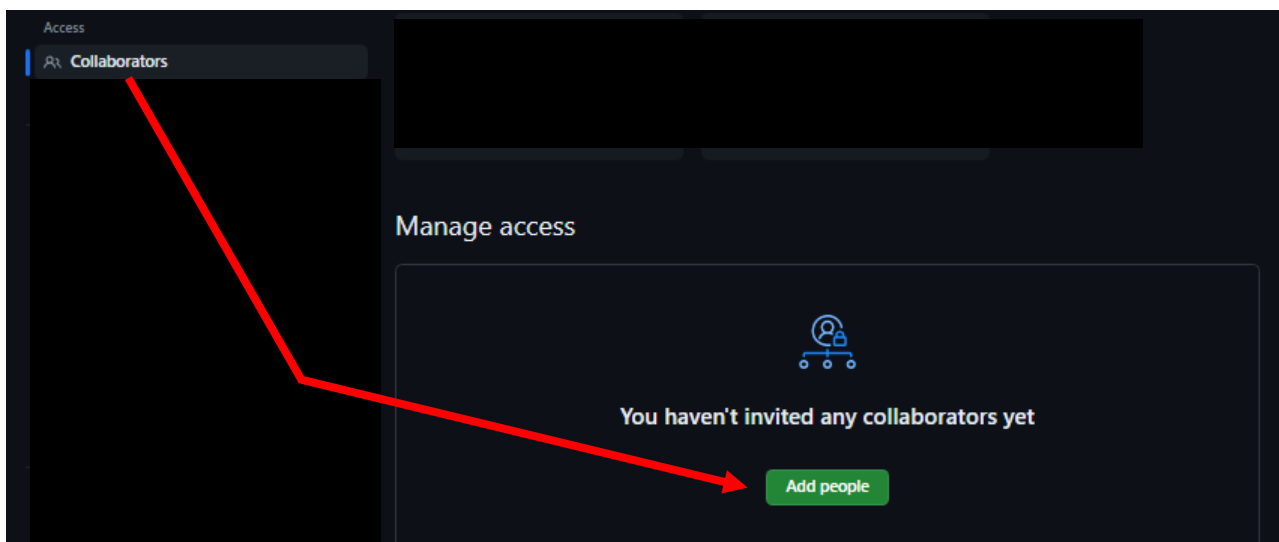 Access
Collaborators
Manage access
You haven't invited any collaborators yet
Add people